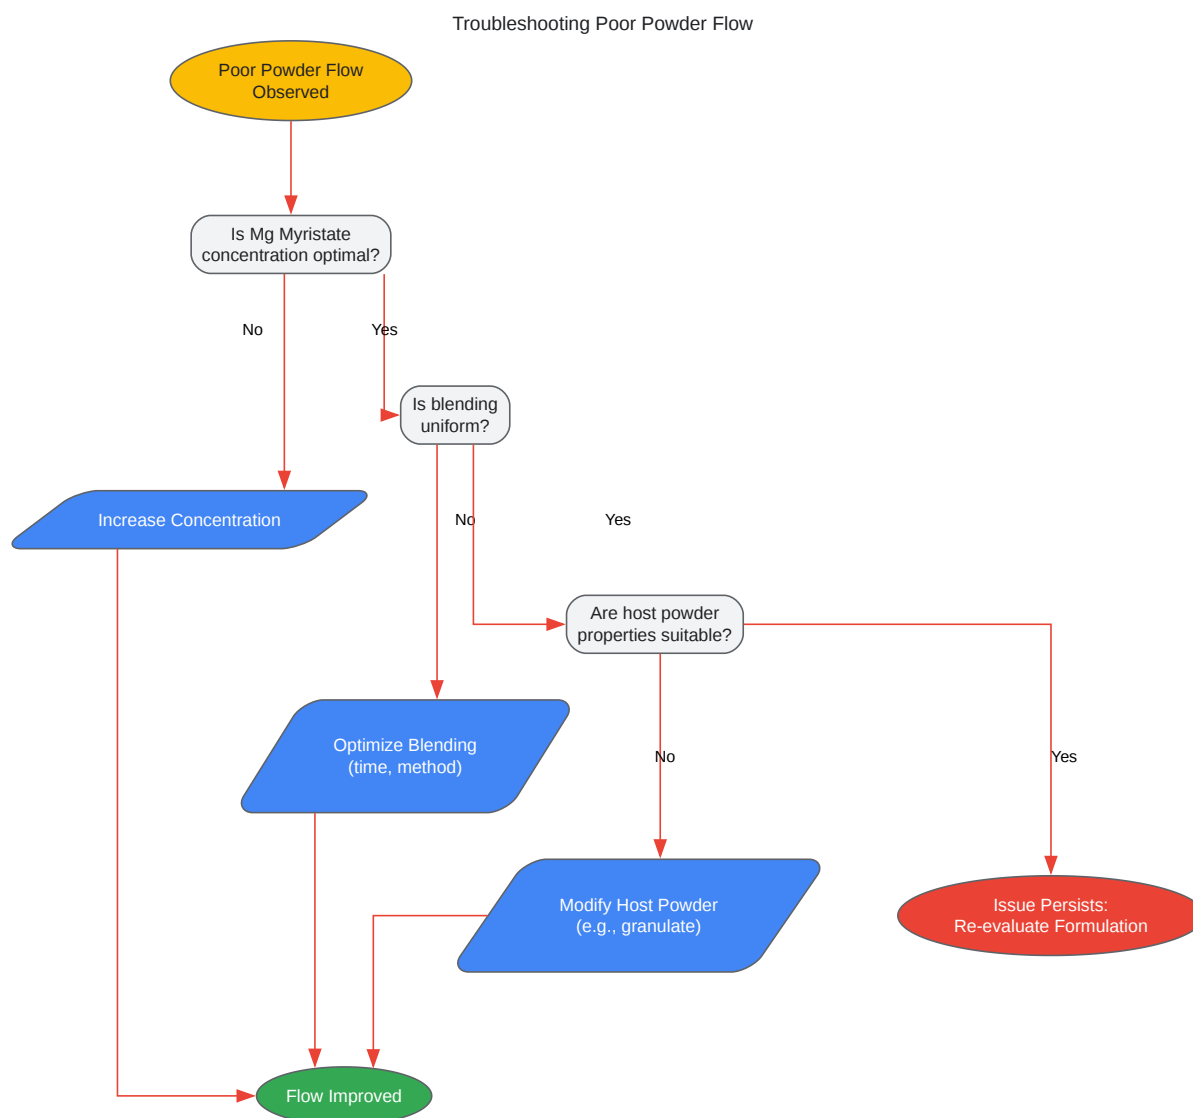 Troubleshooting Poor Powder Flow
Poor Powder Flow
Observed
Is Mg Myristate
concentration optimal?
No
Yes
Is blending
uniform?
Increase Concentration
No
Yes
Are host powder
properties suitable?
Optimize Blending
(time, method)
No
Yes
Modify Host Powder
(e.g., granulate)
Issue Persists:
Re-evaluate Formulation
Flow Improved